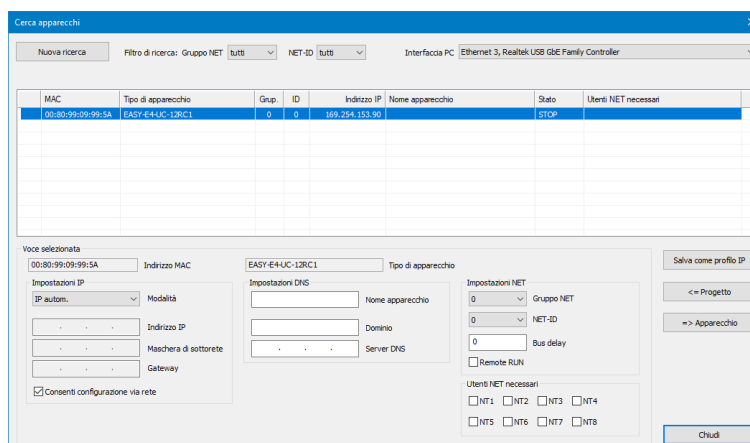 Cerca apparecchi
Nuova ricerca Filtro di ricerca: Gruppo NET tutti NET-ID tutti Interfaccia PC Ethernet 3, Realtek USB GbE Family Controller
MAC Tipo di apparecchio Grup. ID Indirizzo IP Nome apparecchio Stato Utenti NET necessari
00:80:99:09:99:5A EASY-E4-UC-12RC1 0 0 169.254.153.90 STOP
Voce selezionata
00:80:99:09:99:5A Indirizzo MAC EASY-E4-UC-12RC1 Tipo di apparecchio Salva come profilo IP
Impostazioni IP Impostazioni DNS Impostazioni NET
IP autom. Modalità Nome apparecchio 0 Gruppo NET <= Progetto
Indirizzo IP Dominio 0 NET-ID => Apparecchio
Maschera di sottorete Server DNS 0 Bus delay
Gateway Remote RUN
Consenti configurazione via rete Utenti NET necessari
NT1 NT2 NT3 NT4
NT5 NT6 NT7 NT8
Chiudi